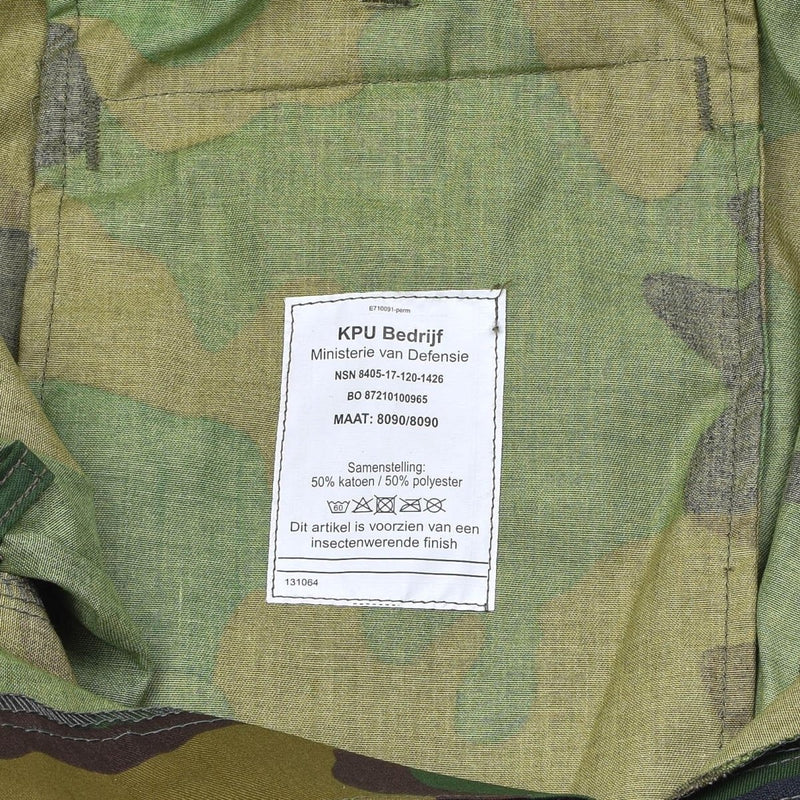 E710091-perm
KPU Bedrijf
Ministerie van Defensie
NSN 8405-17-120-1426
BO 87210100965
MAAT: 8090/8090
Samenstelling:
50% katoen / 50% polyester
60
Dit artikel is voorzien van een
insectenwerende finish
131064